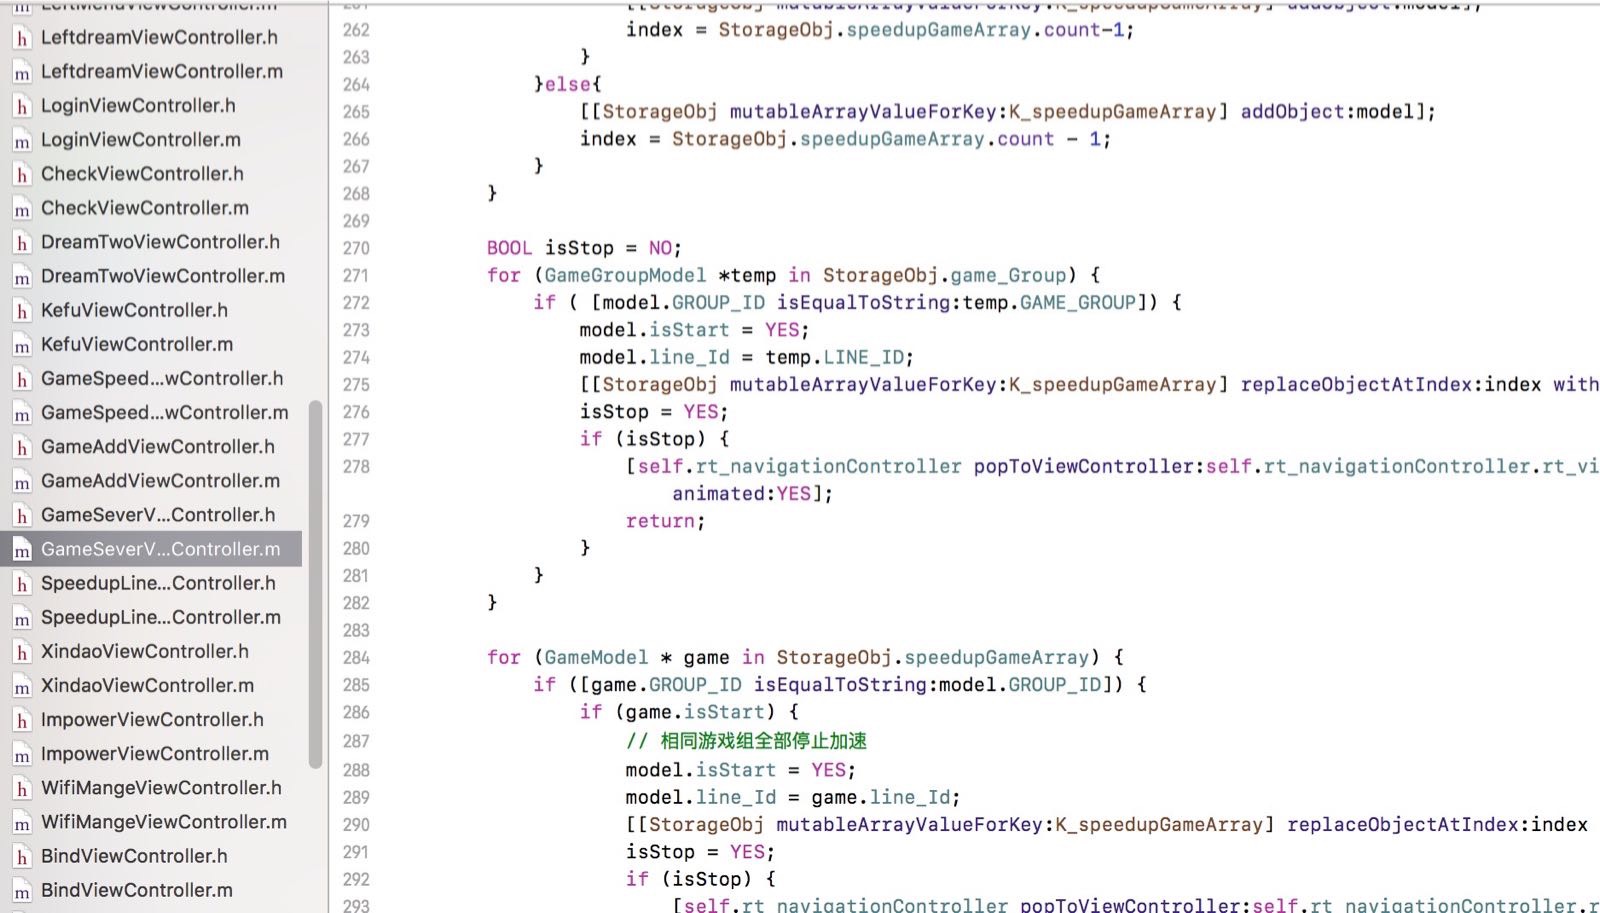 LeftdreamViewController.h
LeftdreamViewController.m
LoginViewController.h
LoginViewController.m
CheckViewController.h
CheckViewController.m
DreamTwoViewController.h
DreamTwoViewController.m
KefuViewController.h
KefuViewController.m
GameSpeed...wController.h
GameSpeed...wController.m
GameAddViewController.h
GameAddViewController.m
GameSeverV...Controller.h
GameSeverV...Controller.m
SpeedupLine...Controller.h
SpeedupLine...Controller.m
XindaoViewController.h
XindaoViewController.m
ImpowerViewController.h
ImpowerViewController.m
WifiMangeViewController.h
WifiMangeViewController.m
BindViewController.h
BindViewController.m
262 index = StorageObj.speedupGameArray.count-1;
263 }
264 }else{
265 [[StorageObj mutableArrayValueForKey:K_speedupGameArray] addObject:model];
266 index = StorageObj.speedupGameArray.count - 1;
267 }
268 }
269
270 BOOL isStop = NO;
271 for (GameGroupModel *temp in StorageObj.game_Group) {
272 if ( [model.GROUP_ID isEqualToString:temp.GAME_GROUP]) {
273 model.isStart = YES;
274 model.line_Id = temp.LINE_ID;
275 [[StorageObj mutableArrayValueForKey:K_speedupGameArray] replaceObjectAtIndex:index with
276 isStop = YES;
277 if (isStop) {
278 [self.rt_navigationController popToViewController:self.rt_navigationController.rt_vi
animated:YES];
279 return;
280 }
281 }
282 }
283
284 for (GameModel * game in StorageObj.speedupGameArray) {
285 if ([game.GROUP_ID isEqualToString:model.GROUP_ID]) {
286 if (game.isStart) {
287 // 相同游戏组全部停止加速
288 model.isStart = YES;
289 model.line_Id = game.line_Id;
290 [[StorageObj mutableArrayValueForKey:K_speedupGameArray] replaceObjectAtIndex:index
291 isStop = YES;
292 if (isStop) {
293 [self.rt_navigationController popToViewController:self.rt_navigationController.r